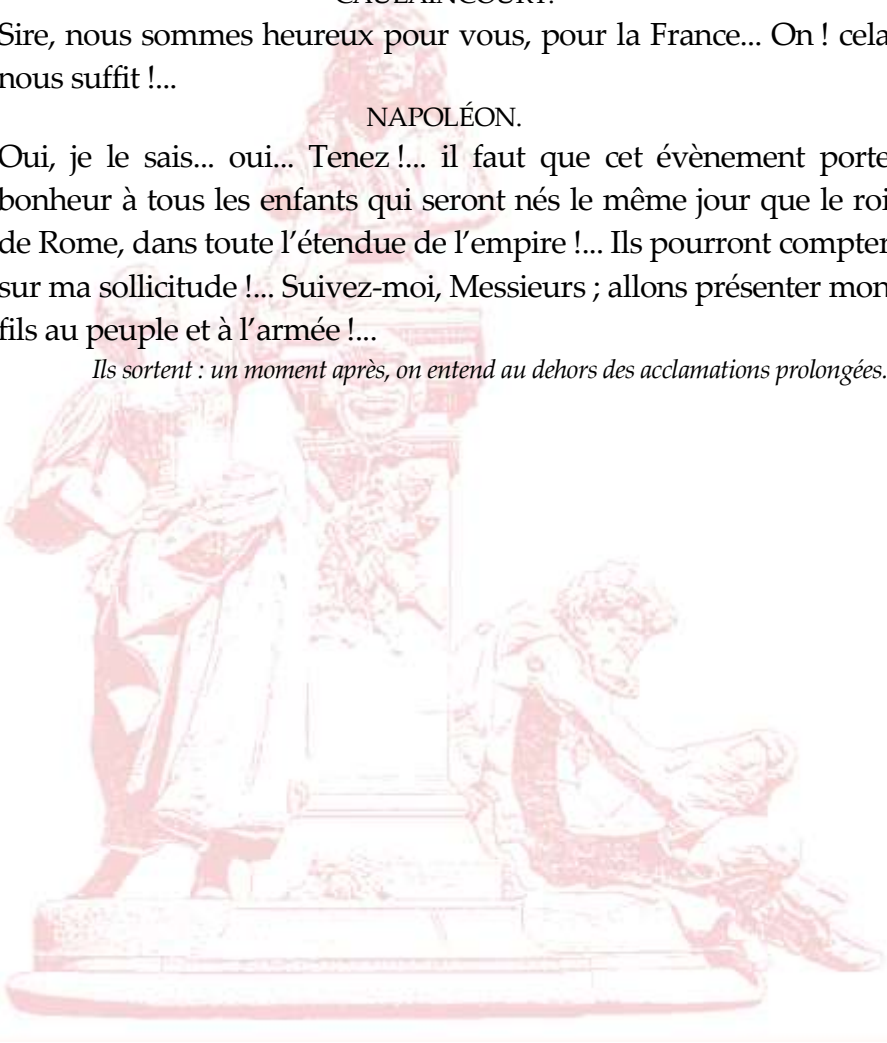 CAULAINCOURT.
Sire, nous sommes heureux pour vous, pour la France... On ! cela
nous suffit !...
NAPOLÉON.
Oui, je le sais... oui... Tenez !... il faut que cet évènement porte
bonheur à tous les enfants qui seront nés le même jour que le roi
de Rome, dans toute l’étendue de l’empire !... Ils pourront compter
sur ma sollicitude !... Suivez-moi, Messieurs ; allons présenter mon
fils au peuple et à l’armée !...
Ils sortent : un moment après, on entend au dehors des acclamations prolongées.